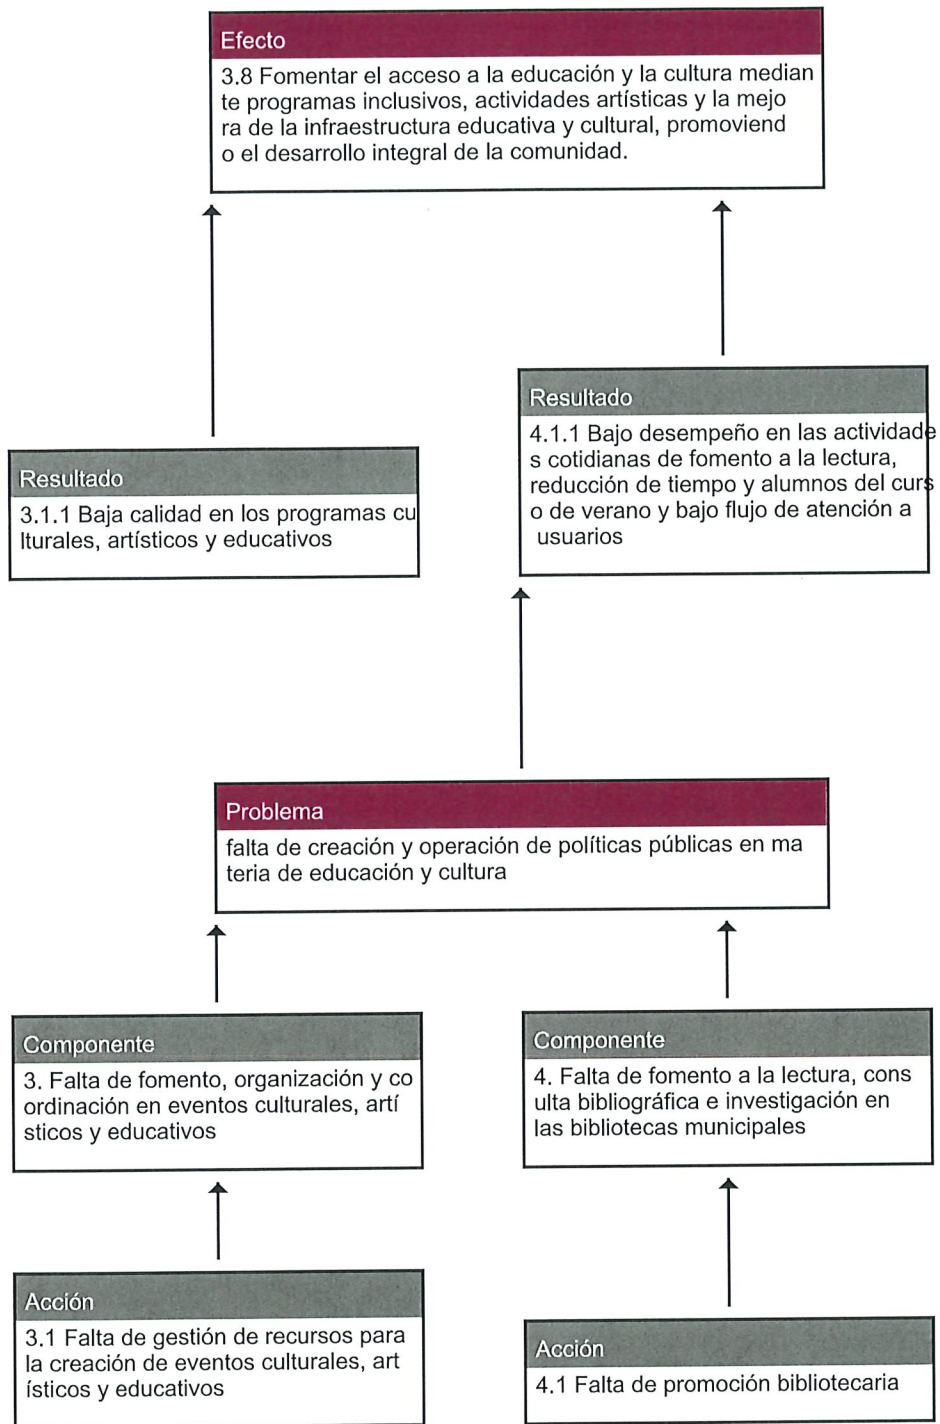 Efecto
3.8 Fomentar el acceso a la educación y la cultura median
te programas inclusivos, actividades artísticas y la mejo
ra de la infraestructura educativa y cultural, promoviend
o el desarrollo integral de la comunidad.
Resultado
4.1.1 Bajo desempeño en las actividade
s cotidianas de fomento a la lectura,
reducción de tiempo y alumnos del curs
o de verano y bajo flujo de atención a
usuarios
Resultado
3.1.1 Baja calidad en los programas cu
lturales, artísticos y educativos
Problema
falta de creación y operación de políticas públicas en ma
teria de educación y cultura
Componente
3. Falta de fomento, organización y co
ordinación en eventos culturales, artí
sticos y educativos
Componente
4. Falta de fomento a la lectura, cons
ulta bibliográfica e investigación en
las bibliotecas municipales
Acción
3.1 Falta de gestión de recursos para
la creación de eventos culturales, art
ísticos y educativos
Acción
4.1 Falta de promoción bibliotecaria